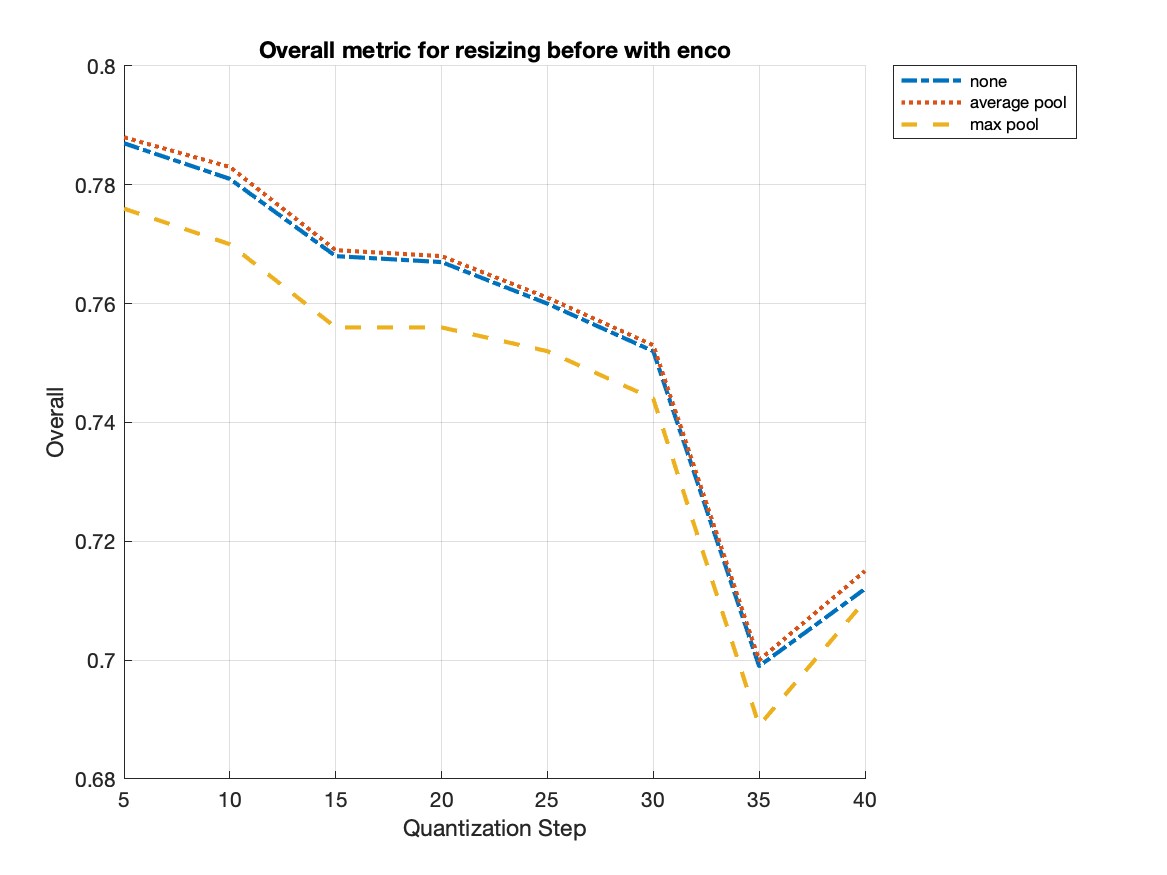 Overall metric for resizing before with enco
none
average pool
max pool
0.8
0.78
0.76
0.74
0.72
0.7
0.68
Overall
5 10 15 20 25 30 35 40
Quantization Step